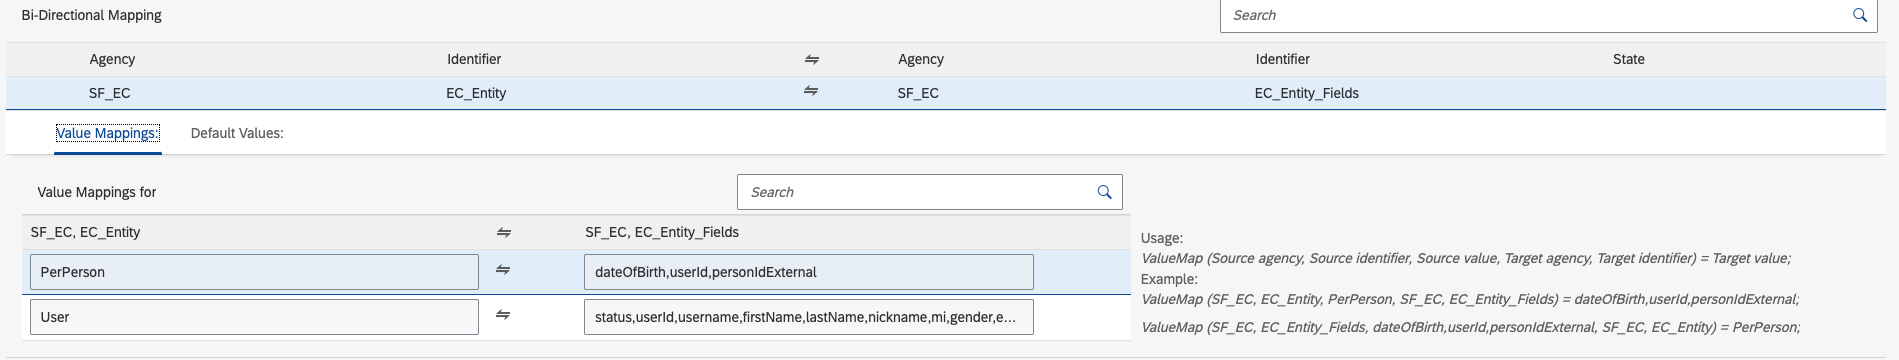 Bi-Directional Mapping
Search
Agency Identifier ⇌ Agency Identifier State
SF_EC EC_Entity ⇌ SF_EC EC_Entity_Fields
Value Mappings: Default Values:
Value Mappings for
Search
SF_EC, EC_Entity ⇌ SF_EC, EC_Entity_Fields
PerPerson ⇌ dateOfBirth,userId,personIdExternal
User ⇌ status,userId,username,firstName,lastName,nickname,mi,gender,e...
Usage:
ValueMap (Source agency, Source identifier, Source value, Target agency, Target identifier) = Target value;
Example:
ValueMap (SF_EC, EC_Entity, PerPerson, SF_EC, EC_Entity_Fields) = dateOfBirth,userId,personIdExternal;
ValueMap (SF_EC, EC_Entity_Fields, dateOfBirth,userId,personIdExternal, SF_EC, EC_Entity) = PerPerson;